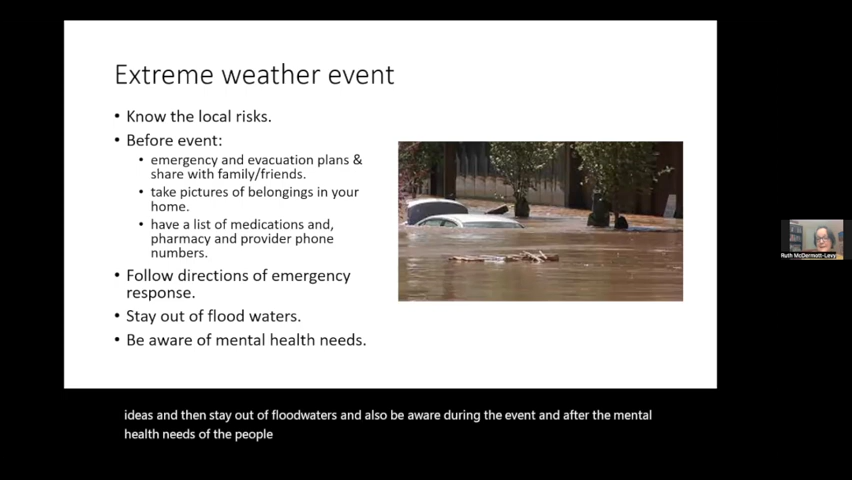 Extreme weather event
• Know the local risks.
• Before event:
• emergency and evacuation plans &
share with family/friends.
• take pictures of belongings in your
home.
• have a list of medications and,
pharmacy and provider phone
numbers.
• Follow directions of emergency
response.
• Stay out of flood waters.
• Be aware of mental health needs.
Ruth McDermott-Levy
ideas and then stay out of floodwaters and also be aware during the event and after the mental
health needs of the people